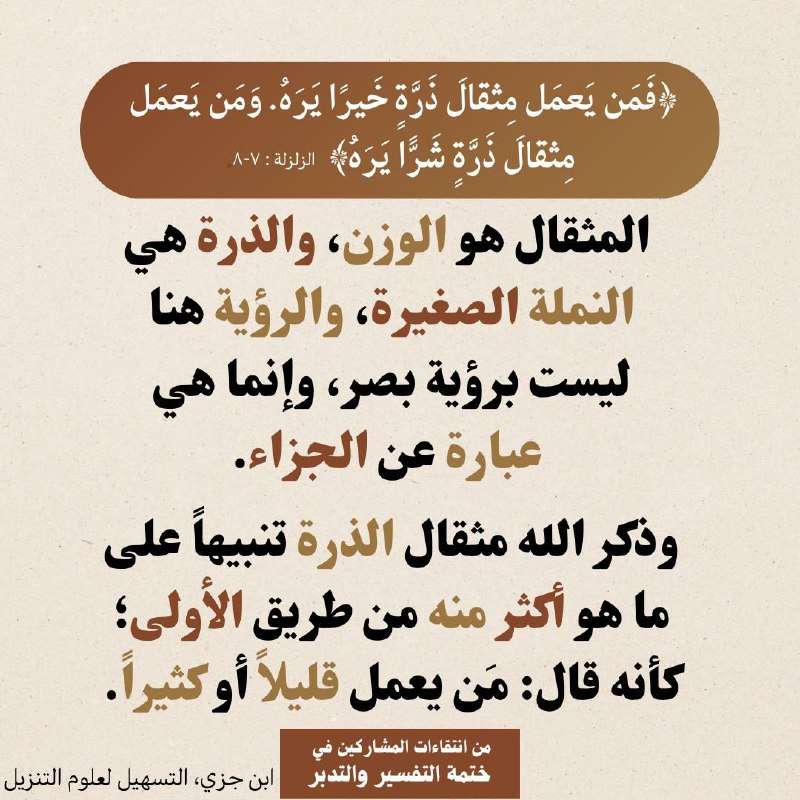 ﴿فَمَن يَعمَل مِثقالَ ذَرَّةٍ خَيرًا يَرَهُ. وَمَن يَعمَل
مِثقالَ ذَرَّةٍ شَرًّا يَرَهُ﴾ الزلزلة : ٧-٨.
المثقال هو الوزن، والذرة هي
النملة الصغيرة، والرؤية هنا
ليست برؤية بصر، وإنما هي
عبارة عن الجزاء.
وذكر الله مثقال الذرة تنبيهاً على
ما هو أكثر منه من طريق الأولى؛
كأنه قال: مَن يعمل قليلاً أو كثيراً.
من انتقاءات المشاركين في
ختمة التفسير والتدبر
ابن جزي، التسهيل لعلوم التنزيل